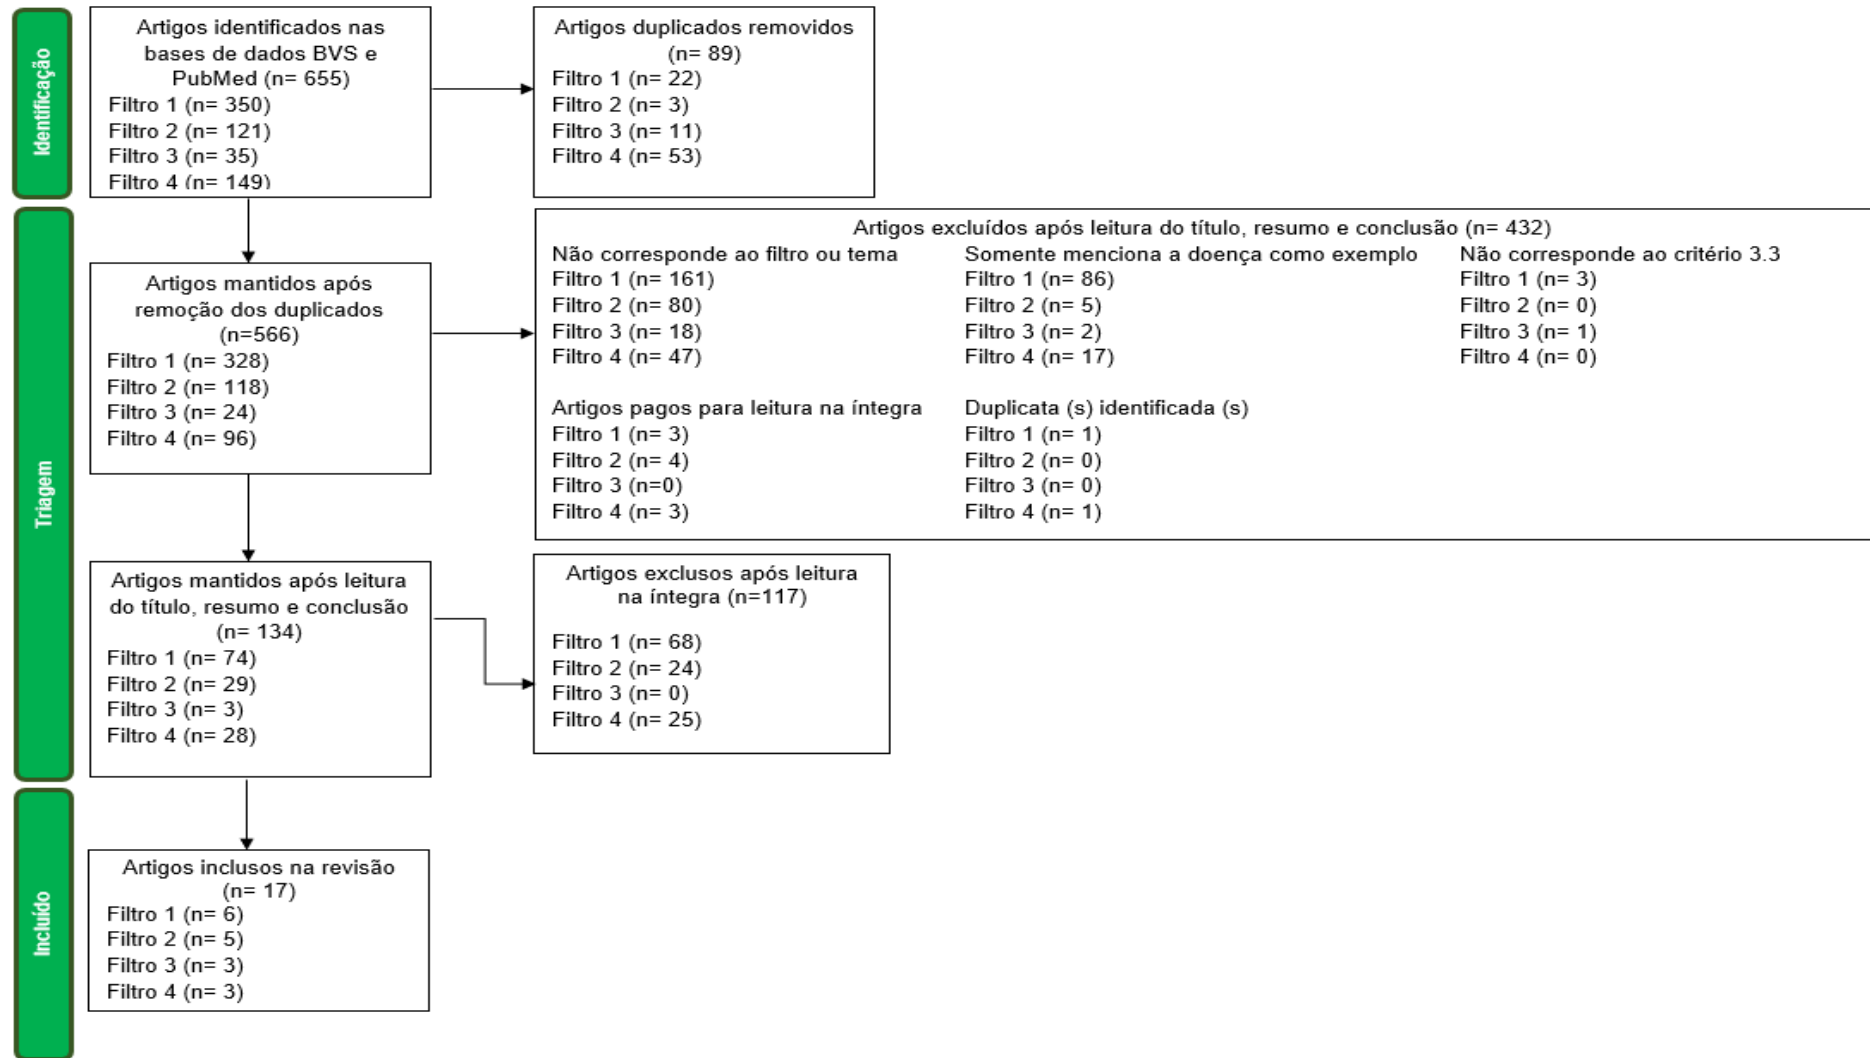 Identificação
Artigos identificados nas
bases de dados BVS e
PubMed (n= 655)
Filtro 1 (n= 350)
Filtro 2 (n= 121)
Filtro 3 (n= 35)
Filtro 4 (n= 149)
Artigos duplicados removidos
(n= 89)
Filtro 1 (n= 22)
Filtro 2 (n= 3)
Filtro 3 (n= 11)
Filtro 4 (n= 53)
Triagem
Artigos mantidos após
remoção dos duplicados
(n=566)
Filtro 1 (n= 328)
Filtro 2 (n= 118)
Filtro 3 (n= 24)
Filtro 4 (n= 96)
Artigos excluídos após leitura do título, resumo e conclusão (n= 432)
Não corresponde ao filtro ou tema
Filtro 1 (n= 161)
Filtro 2 (n= 80)
Filtro 3 (n= 18)
Filtro 4 (n= 47)
Somente menciona a doença como exemplo
Filtro 1 (n= 86)
Filtro 2 (n= 5)
Filtro 3 (n= 2)
Filtro 4 (n= 17)
Não corresponde ao critério 3.3
Filtro 1 (n= 3)
Filtro 2 (n= 0)
Filtro 3 (n= 1)
Filtro 4 (n= 0)
Artigos pagos para leitura na íntegra
Filtro 1 (n= 3)
Filtro 2 (n= 4)
Filtro 3 (n=0)
Filtro 4 (n= 3)
Duplicata (s) identificada (s)
Filtro 1 (n= 1)
Filtro 2 (n= 0)
Filtro 3 (n= 0)
Filtro 4 (n= 1)
Artigos mantidos após leitura
do título, resumo e conclusão
(n= 134)
Filtro 1 (n= 74)
Filtro 2 (n= 29)
Filtro 3 (n= 3)
Filtro 4 (n= 28)
Artigos exclusos após leitura
na íntegra (n=117)
Filtro 1 (n= 68)
Filtro 2 (n= 24)
Filtro 3 (n= 0)
Filtro 4 (n= 25)
Incluído
Artigos inclusos na revisão
(n= 17)
Filtro 1 (n= 6)
Filtro 2 (n= 5)
Filtro 3 (n= 3)
Filtro 4 (n= 3)